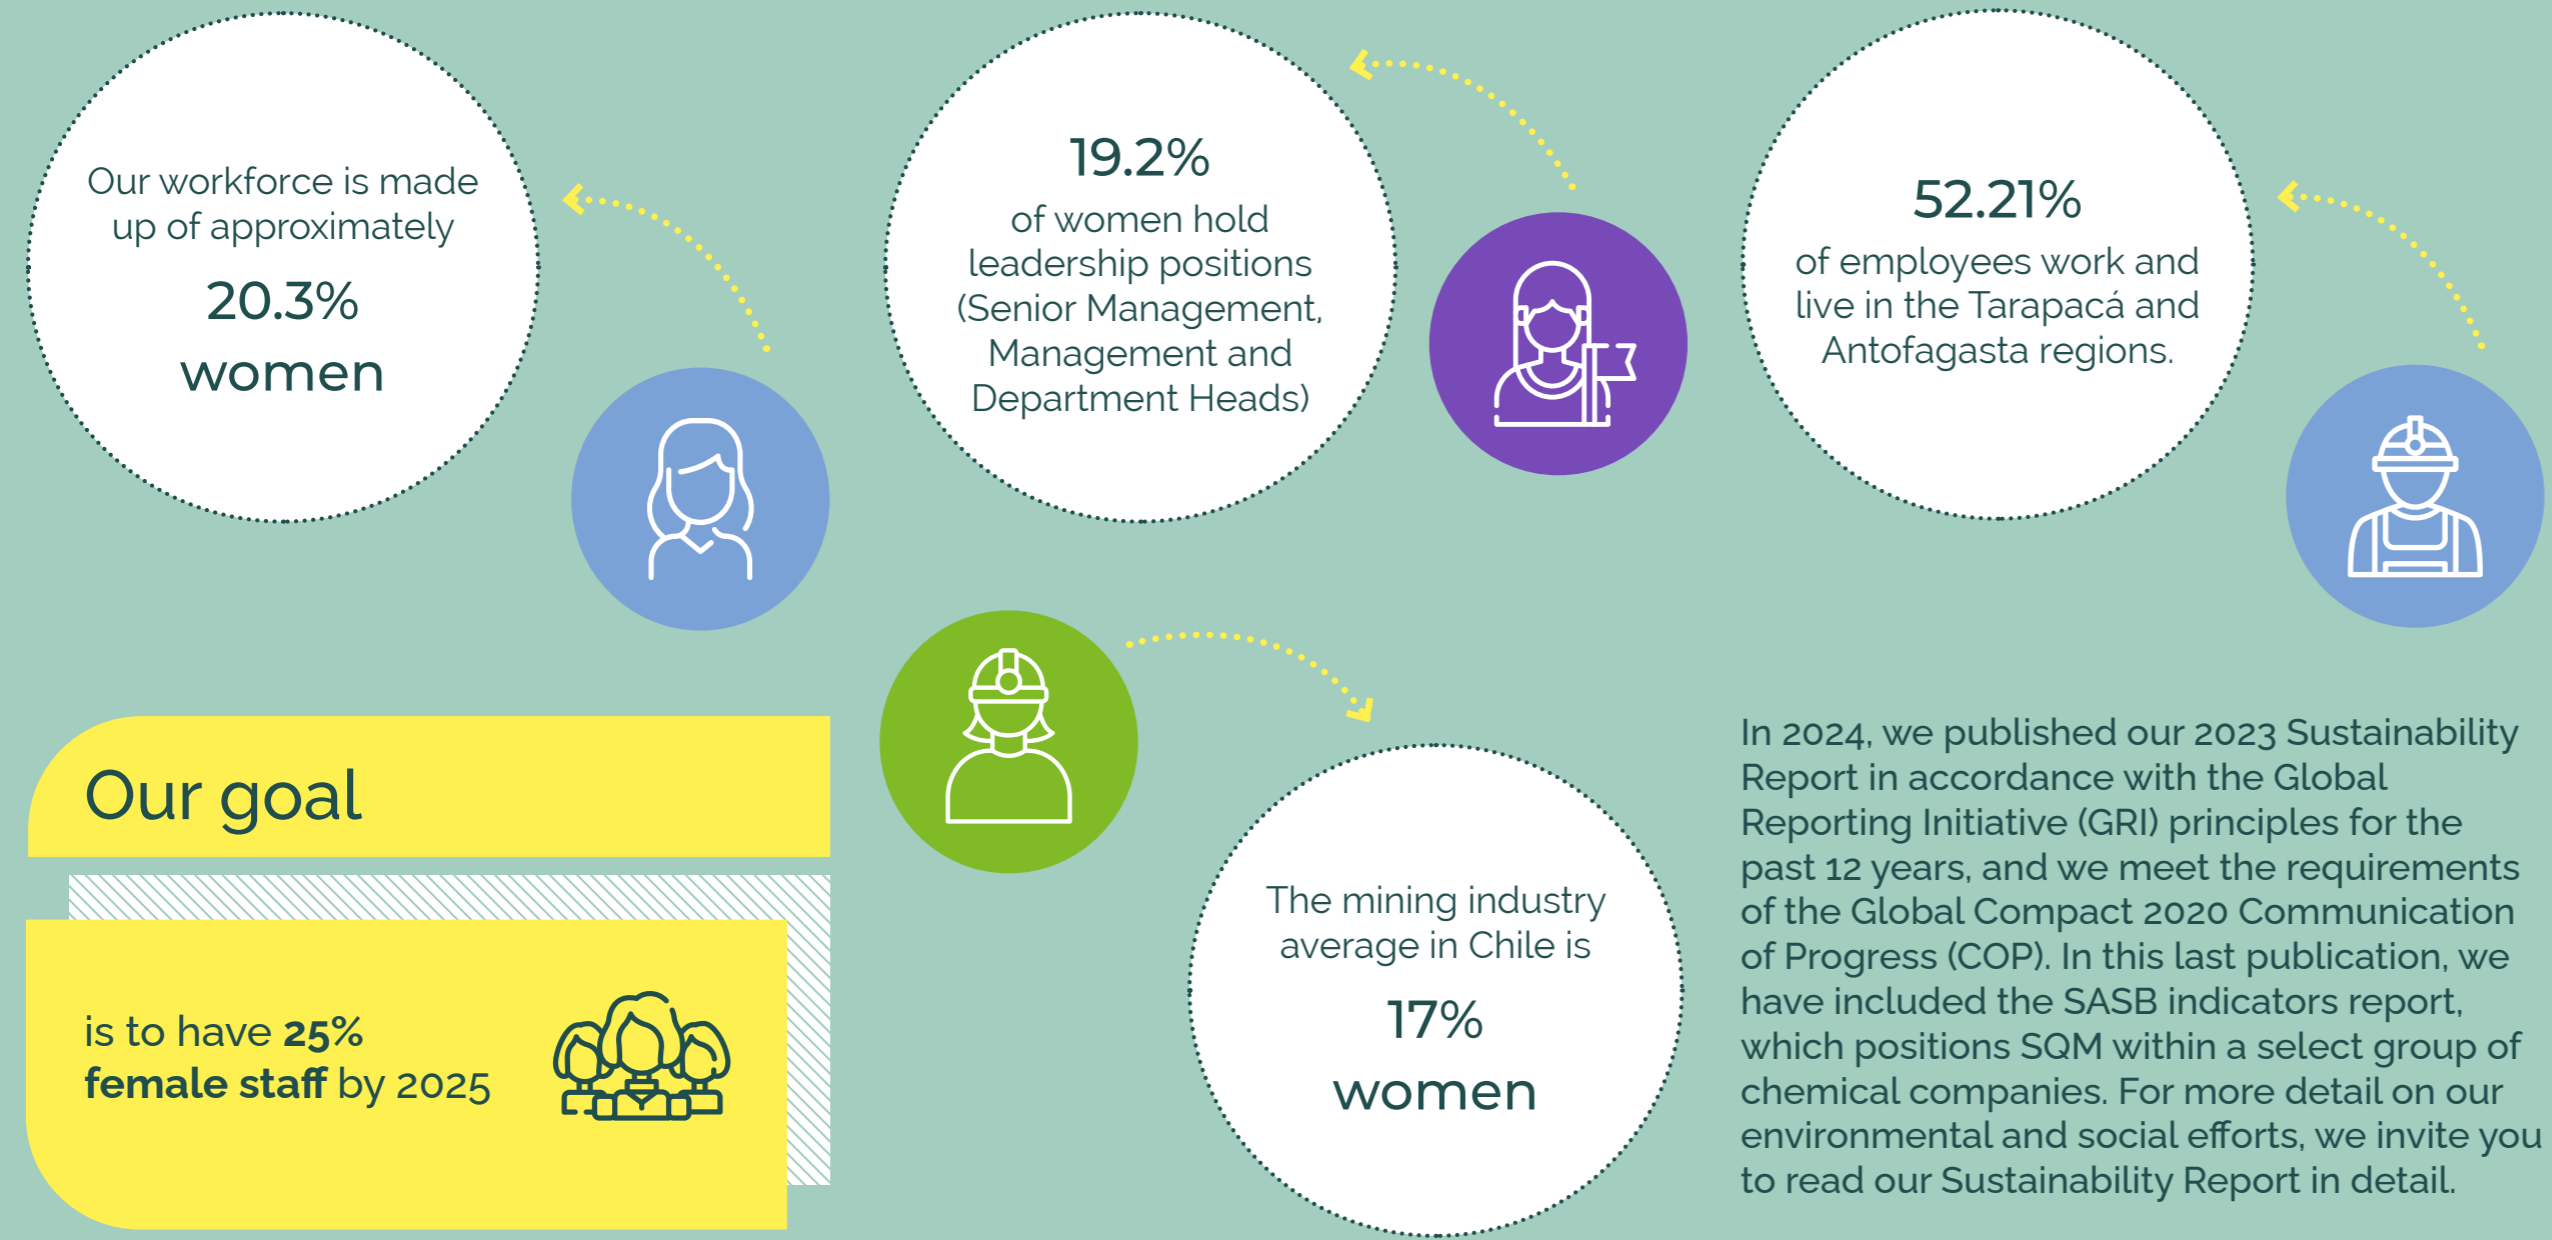 Our workforce is made
up of approximately
20.3%
women
19.2%
of women hold
leadership positions
(Senior Management,
Management and
Department Heads)
52.21%
of employees work and
live in the Tarapacá and
Antofagasta regions.
Our goal
is to have 25%
female staff by 2025
The mining industry
average in Chile is
17%
women
In 2024, we published our 2023 Sustainability
Report in accordance with the Global
Reporting Initiative (GRI) principles for the
past 12 years, and we meet the requirements
of the Global Compact 2020 Communication
of Progress (COP). In this last publication, we
have included the SASB indicators report,
which positions SQM within a select group of
chemical companies. For more detail on our
environmental and social efforts, we invite you
to read our Sustainability Report in detail.